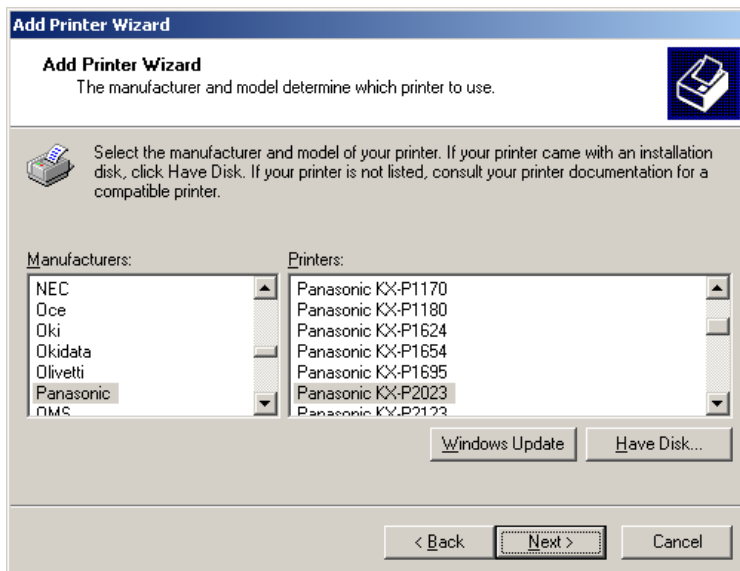 Add Printer Wizard
Add Printer Wizard
The manufacturer and model determine which printer to use.
Select the manufacturer and model of your printer. If your printer came with an installation
disk, click Have Disk. If your printer is not listed, consult your printer documentation for a
compatible printer.
Manufacturers:
NEC
Oce
Oki
Okidata
Olivetti
Panasonic
QMS
Printers:
Panasonic KX-P1170
Panasonic KX-P1180
Panasonic KX-P1624
Panasonic KX-P1654
Panasonic KX-P1695
Panasonic KX-P2023
Panasonic KX-P2123
Windows Update
Have Disk...
< Back
Next >
Cancel